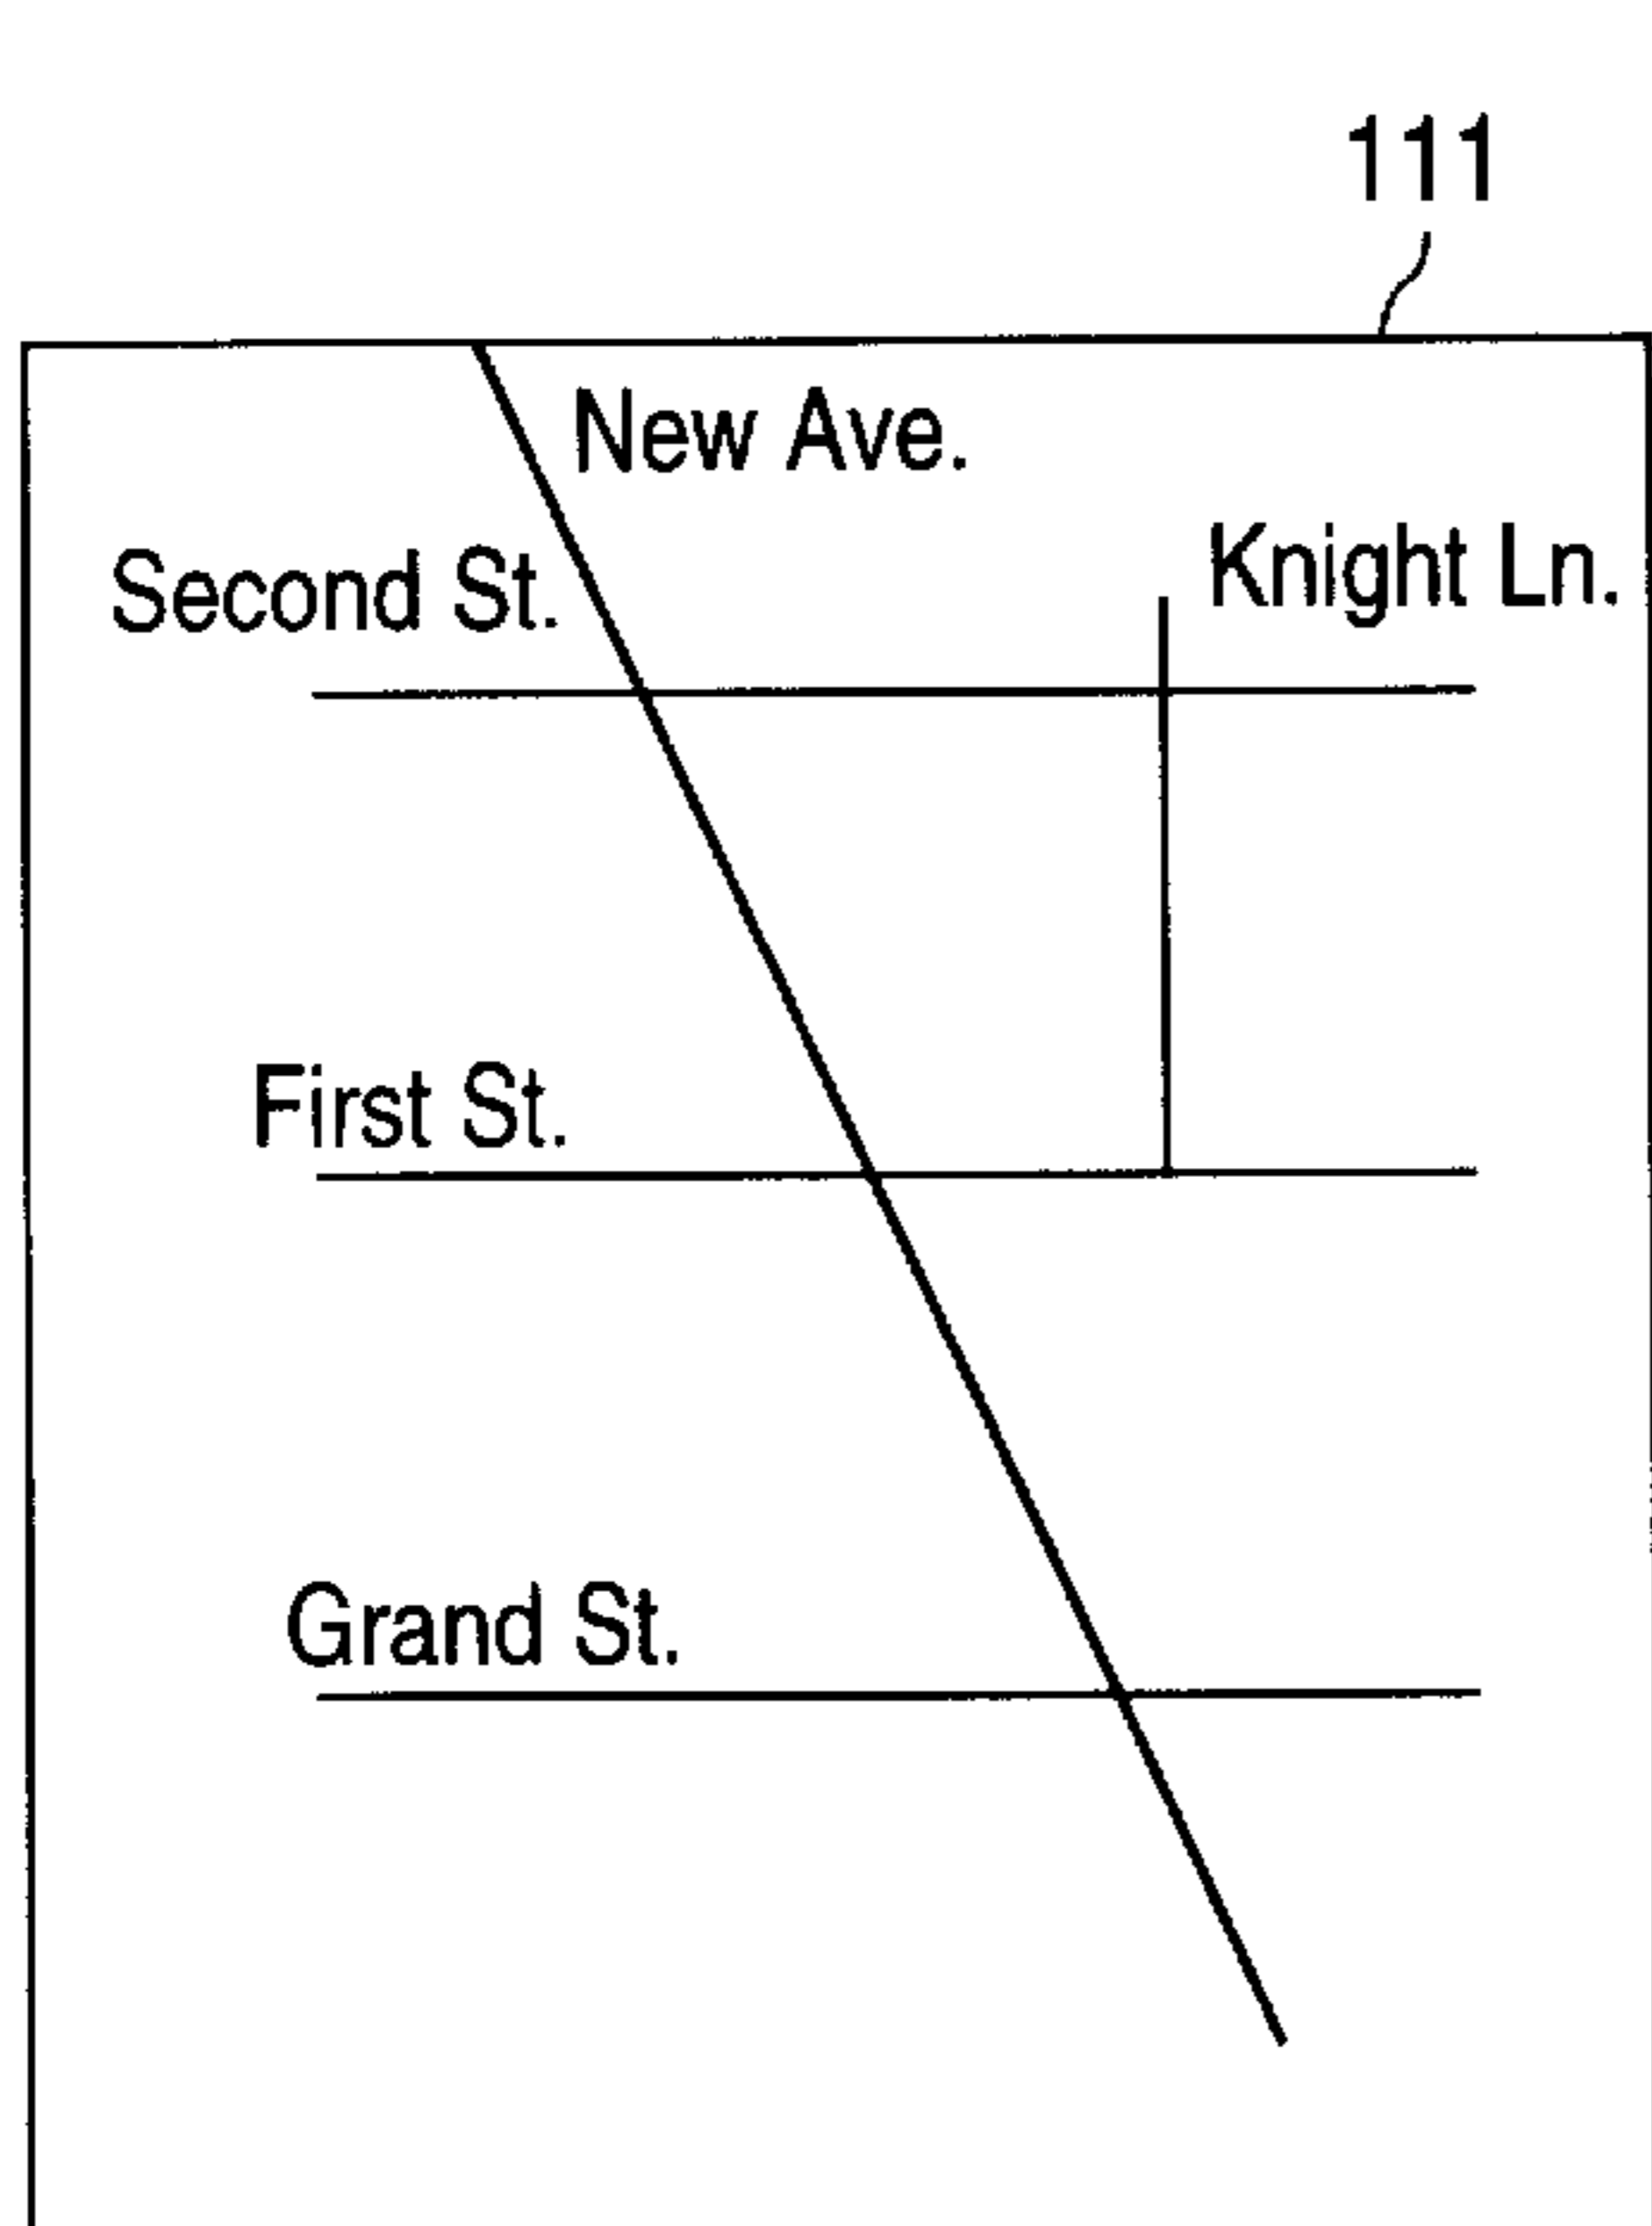 111
New Ave.
Second St.
Knight Ln.
First St.
Grand St.